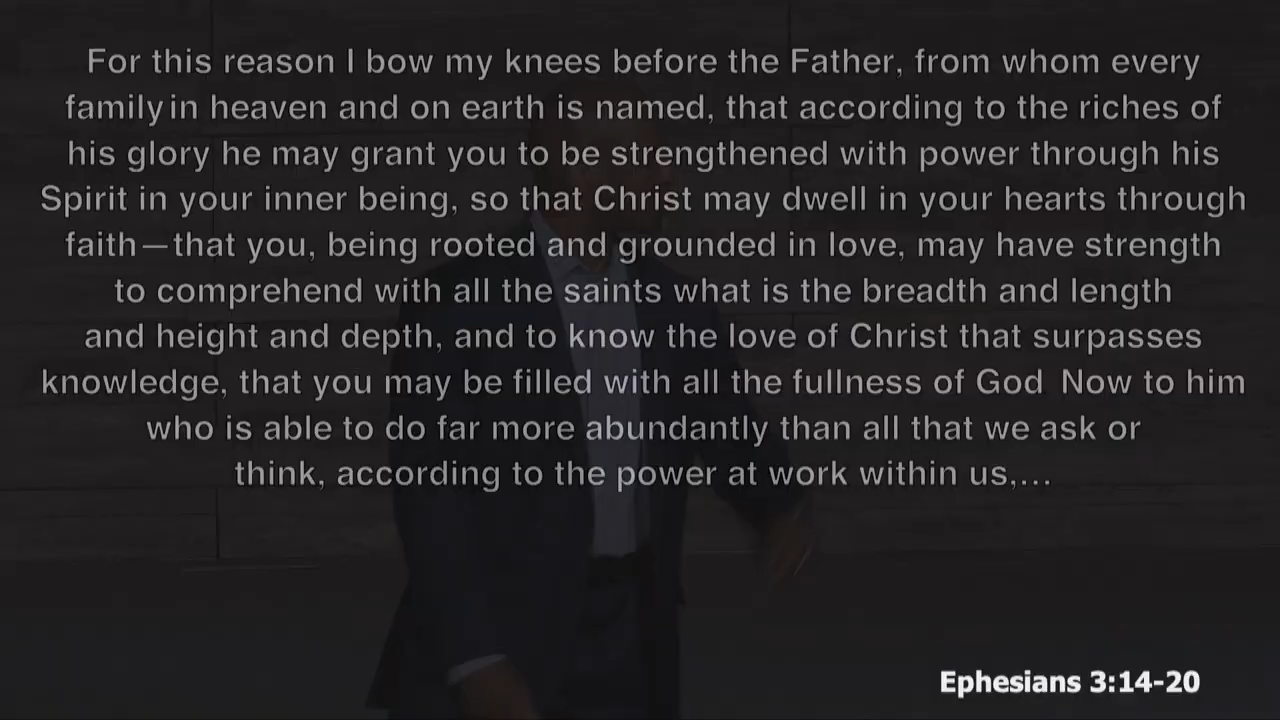 For this reason I bow my knees before the Father, from whom every
family in heaven and on earth is named, that according to the riches of
his glory he may grant you to be strengthened with power through his
Spirit in your inner being, so that Christ may dwell in your hearts through
faith—that you, being rooted and grounded in love, may have strength
to comprehend with all the saints what is the breadth and length
and height and depth, and to know the love of Christ that surpasses
knowledge, that you may be filled with all the fullness of God Now to him
who is able to do far more abundantly than all that we ask or
think, according to the power at work within us,...
Ephesians 3:14-20